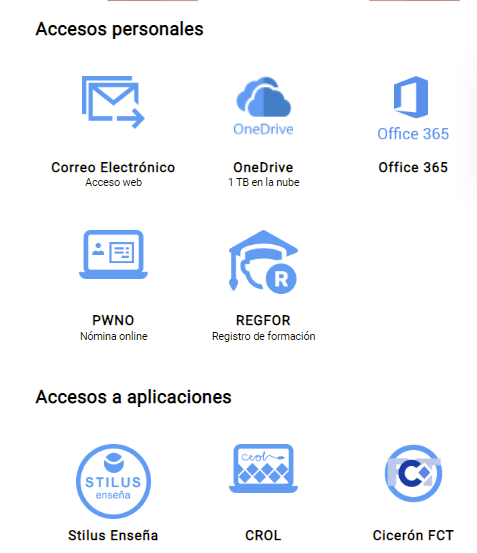 Accesos personales
OneDrive
Office 365
Correo Electrónico
OneDrive
Office 365
Acceso web
1 TB en la nube
R
PWNO
REGFOR
Nómina online
Registro de formación
Accesos a aplicaciones
STILUS
enseña
crol
FCT
Stilus Enseña
CROL
Cicerón FCT